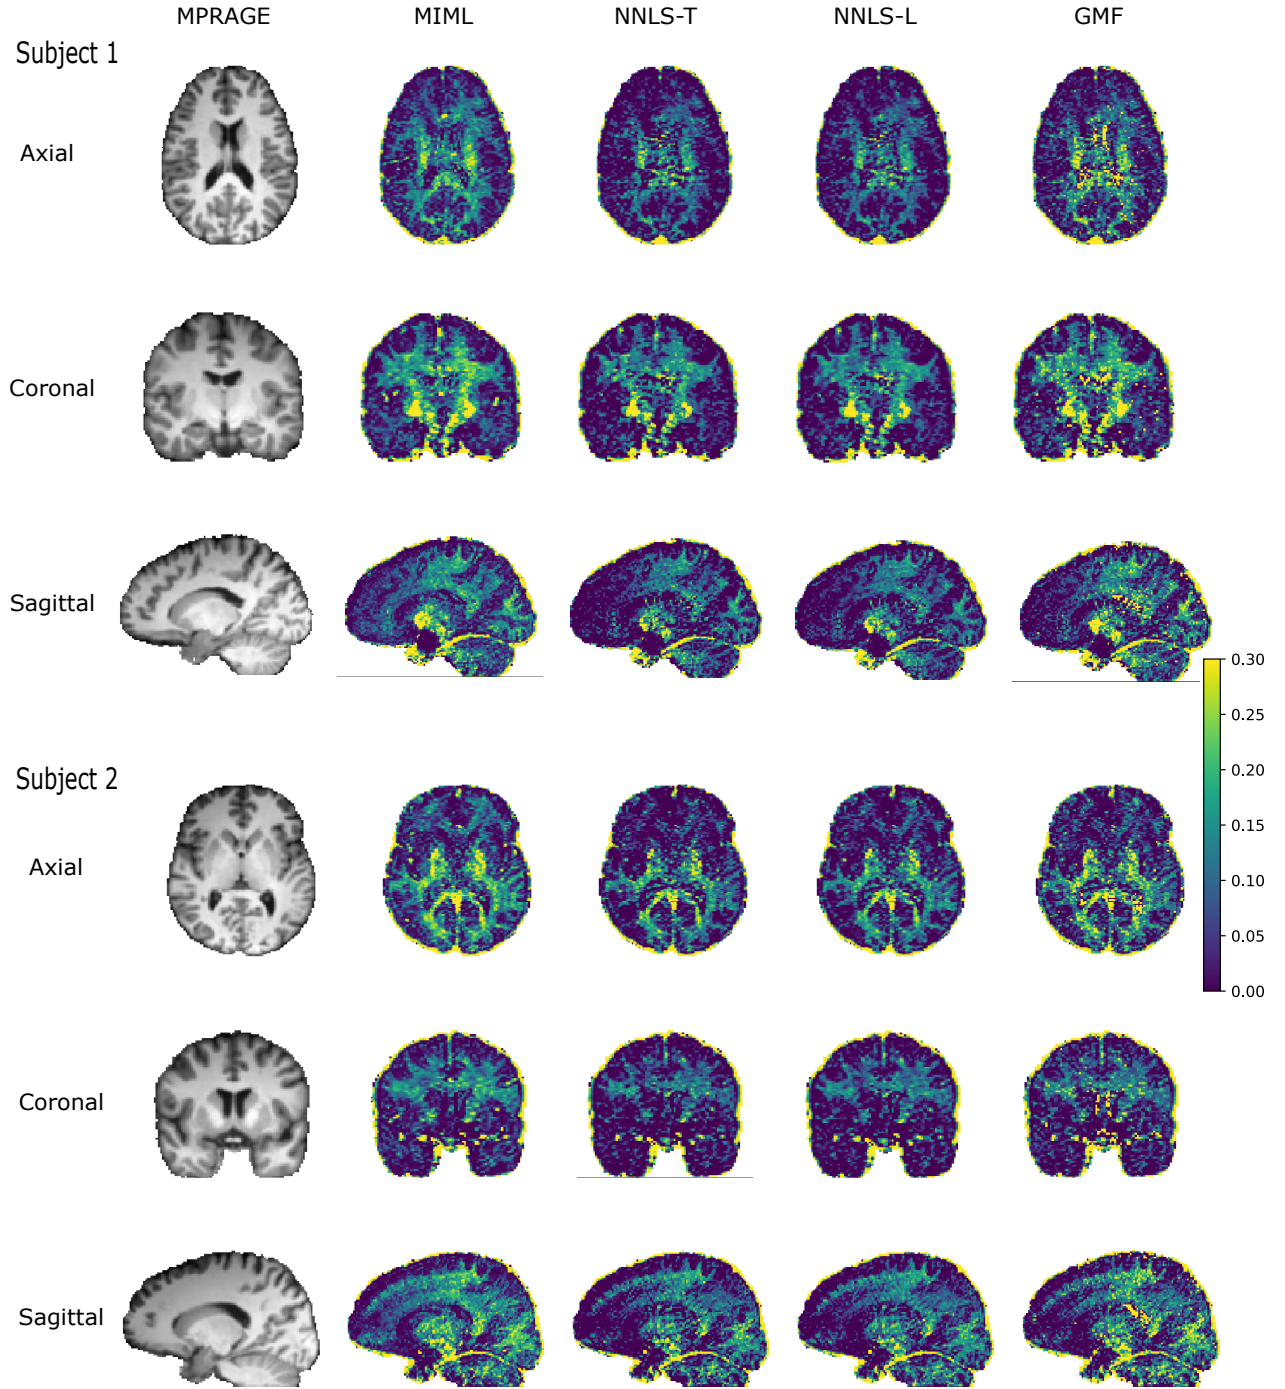 MPRAGE MIML NNLS-T NNLS-L GMF
Subject 1
Axial
Coronal
Sagittal
0.30
0.25
0.20
0.15
0.10
0.05
0.00
Subject 2
Axial
Coronal
Sagittal